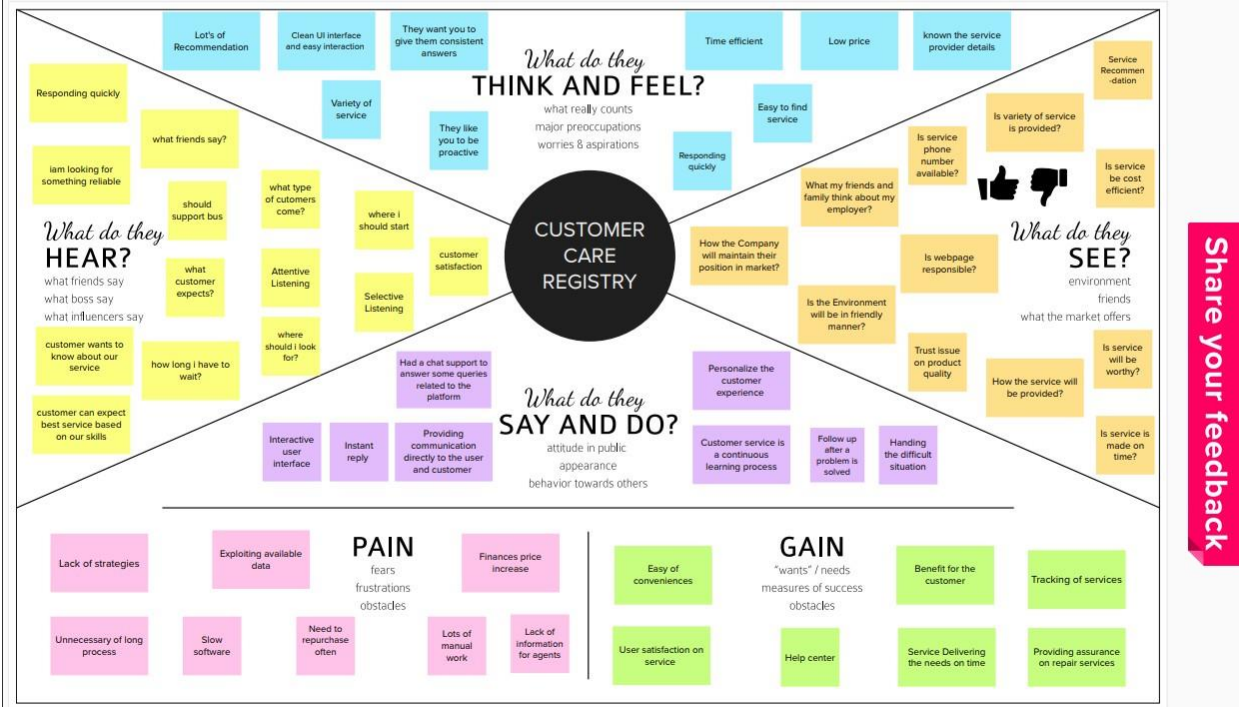 Lot's of
Recommendation
Clean UI interface
and easy interaction
They want you to
give them consistent
answers
Variety of
service
They like
you to be
proactive
What do they
THINK AND FEEL?
what really counts
major preoccupations
worries & aspirations
Time efficient
Low price
known the service
provider details
Easy to find
service
Responding
quickly
Responding quickly
what friends say?
iam looking for
something reliable
should
support bus
what type
of cutomers
come?
where i
should start
What do they
HEAR?
what friends say
what boss say
what influencers say
what
customer
expects?
Attentive
Listening
Selective
Listening
customer
satisfaction
customer wants to
know about our
service
how long i have to
wait?
where
should i look
for?
customer can expect
best service based
on our skills
CUSTOMER
CARE
REGISTRY
Service
Recommen
-dation
Is variety of service
is provided?
Is service
phone
number
available?
Is service
be cost
efficient?
What my friends and
family think about my
employer?
How the Company
will maintain their
position in market?
Is webpage
responsible?
What do they
SEE?
environment
friends
what the market offers
Is the Environment
will be in friendly
manner?
Trust issue
on product
quality
How the service will
be provided?
Is service
will be
worthy?
Is service is
made on
time?
Had a chat support to
answer some queries
related to the
platform
Interactive
user
interface
Instant
reply
Providing
communication
directly to the user
and customer
What do they
SAY AND DO?
attitude in public
appearance
behavior towards others
Personalize the
customer
experience
Customer service is
a continuous
learning process
Follow up
after a
problem is
solved
Handing
the difficult
situation
PAIN
fears
frustrations
obstacles
Lack of strategies
Exploiting available
data
Finances price
increase
Unnecessary of long
process
Slow
software
Need to
repurchase
often
Lots of
manual
work
Lack of
information
for agents
GAIN
"wants" / needs
measures of success
obstacles
Easy of
conveniences
Benefit for the
customer
Tracking of services
User satisfaction on
service
Help center
Service Delivering
the needs on time
Providing assurance
on repair services
Share your feedback